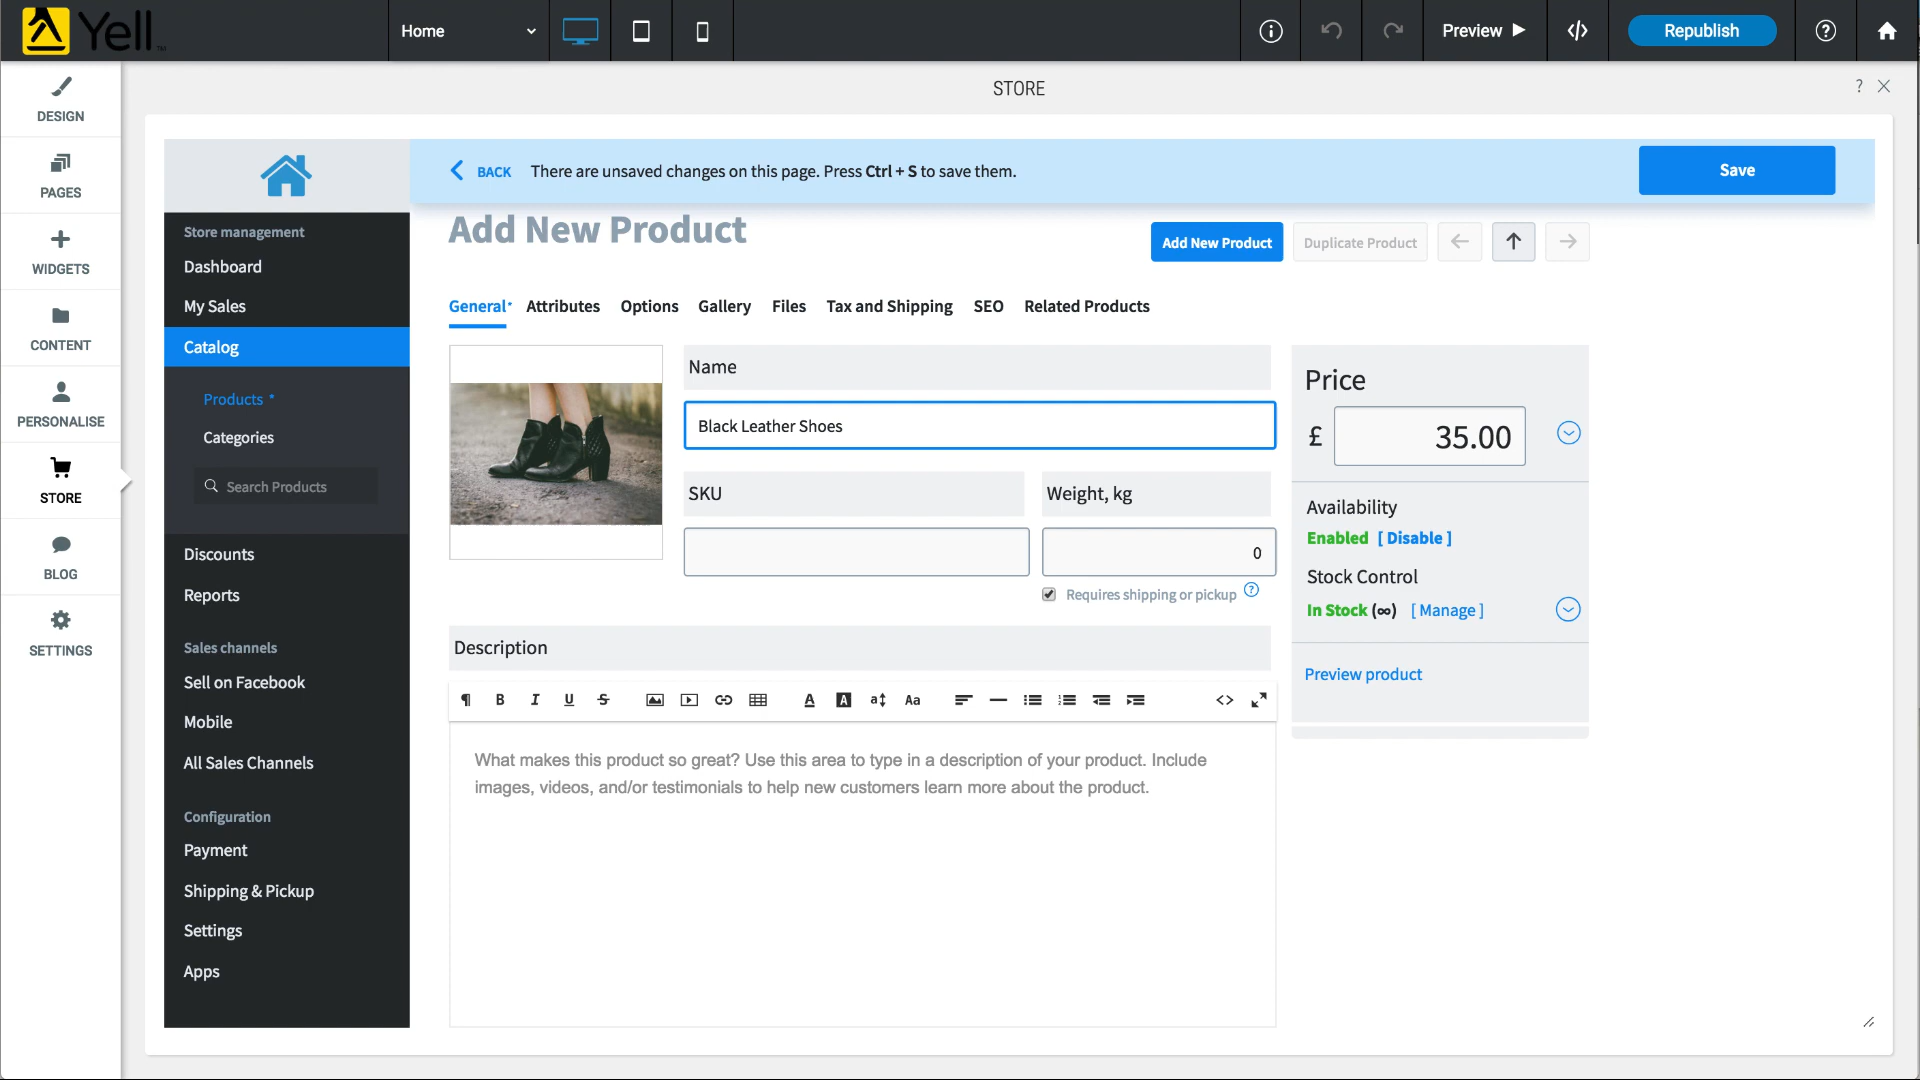 Yell
Home
Preview
Republish
DESIGN
PAGES
WIDGETS
CONTENT
PERSONALISE
STORE
BLOG
SETTINGS
STORE
?
BACK There are unsaved changes on this page. Press Ctrl + S to save them.
Save
Store management
Dashboard
My Sales
Catalog
Products *
Categories
Search Products
Discounts
Reports
Sales channels
Sell on Facebook
Mobile
All Sales Channels
Configuration
Payment
Shipping & Pickup
Settings
Apps
Add New Product
Add New Product Duplicate Product
General* Attributes Options Gallery Files Tax and Shipping SEO Related Products
Name
Black Leather Shoes
SKU Weight, kg
0
Requires shipping or pickup ?
Price
£ 35.00
Availability
Enabled [ Disable ]
Stock Control
In Stock (∞) [ Manage ]
Preview product
Description
¶ B I U S A A a Aa <>
What makes this product so great? Use this area to type in a description of your product. Include
images, videos, and/or testimonials to help new customers learn more about the product.